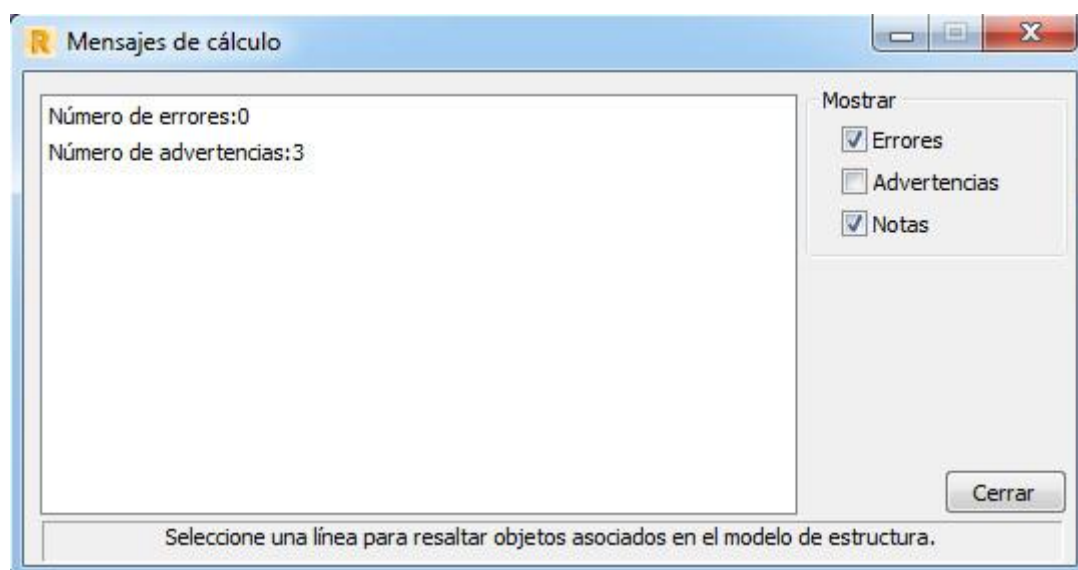 Mensajes de cálculo
Número de errores:0
Número de advertencias:3
Mostrar
Errores
Advertencias
Notas
Cerrar
Seleccione una línea para resaltar objetos asociados en el modelo de estructura.